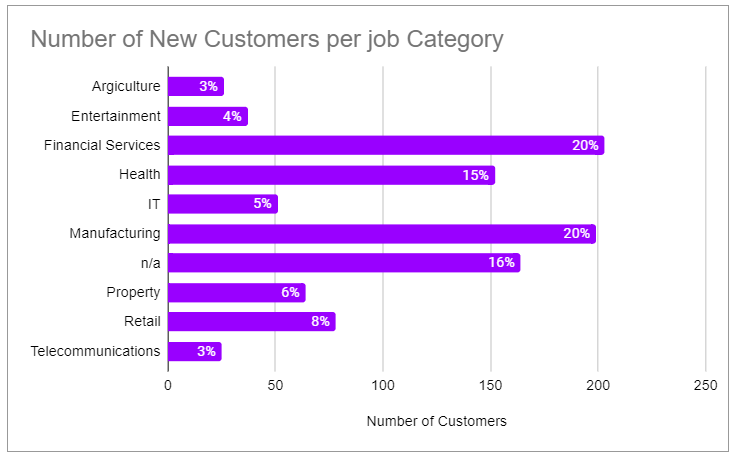 Number of New Customers per job Category
Argiculture 3%
Entertainment 4%
Financial Services 20%
Health 15%
IT 5%
Manufacturing 20%
n/a 16%
Property 6%
Retail 8%
Telecommunications 3%
0 50 100 150 200 250
Number of Customers